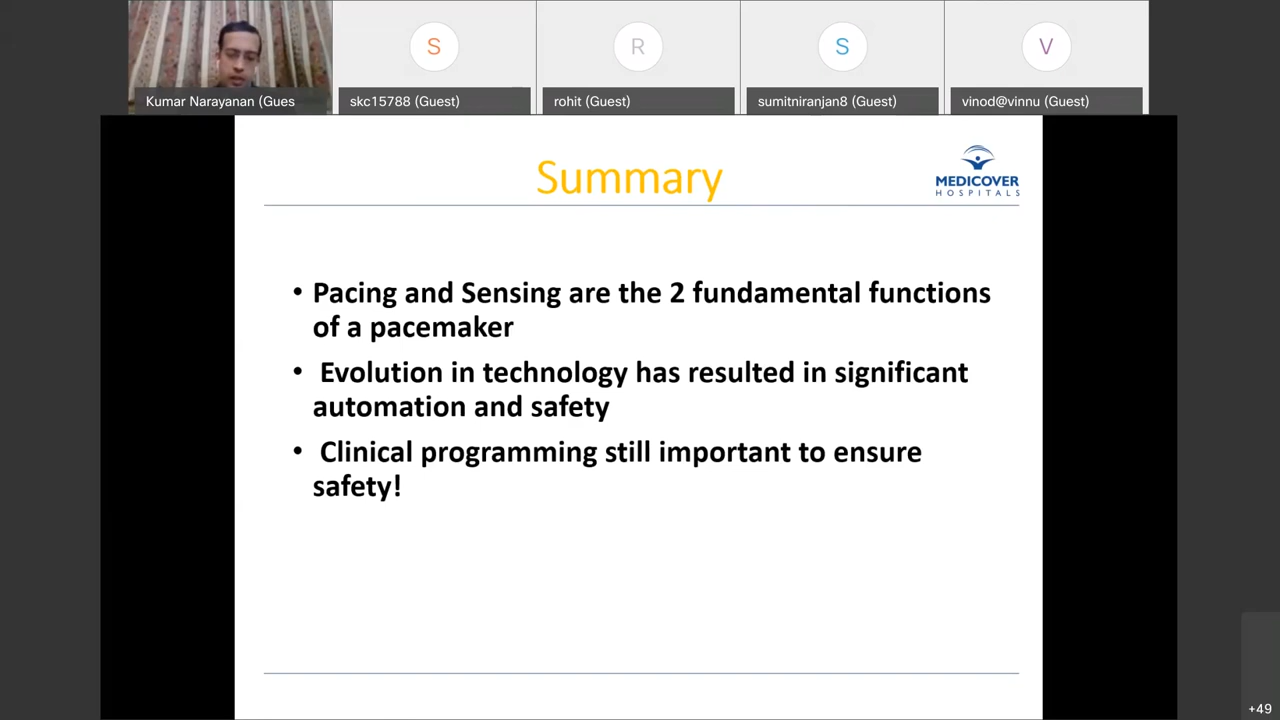 Kumar Narayanan (Gues
S
skc15788 (Guest)
R
rohit (Guest)
S
sumitniranjan8 (Guest)
V
vinod@vinnu (Guest)
Summary
MEDICOVER
HOSPITALS
• Pacing and Sensing are the 2 fundamental functions
of a pacemaker
• Evolution in technology has resulted in significant
automation and safety
• Clinical programming still important to ensure
safety!
+49